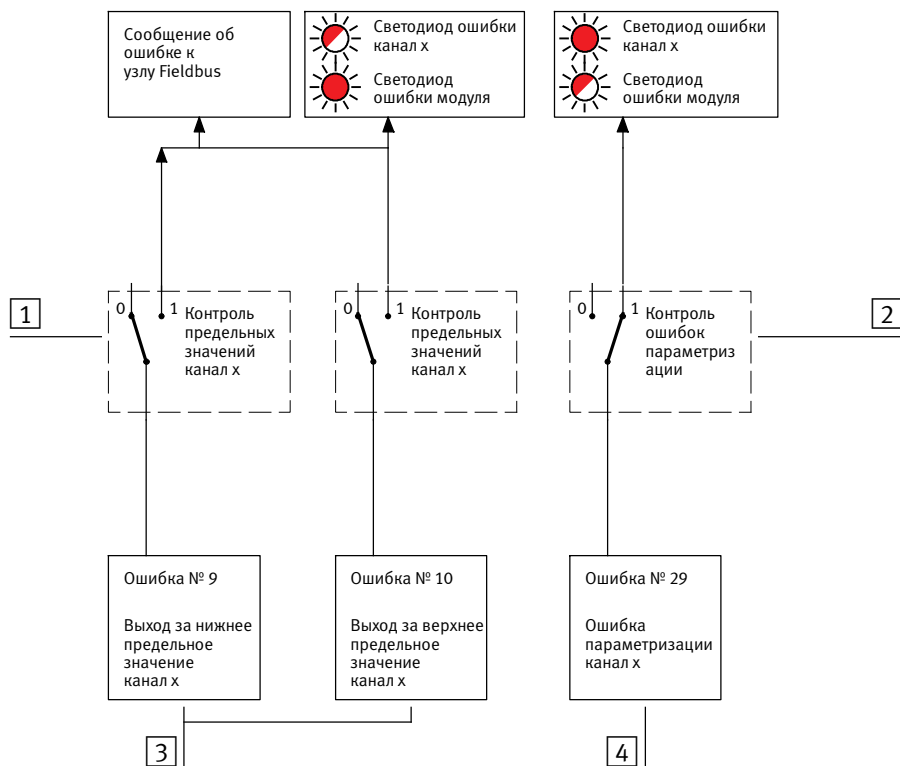 Сообщение об
ошибке к
узлу Fieldbus
Светодиод ошибки
канал x
Светодиод
ошибки модуля
Светодиод ошибки
канал x
Светодиод
ошибки модуля
1
0
1
Контроль
предельных
значений
канал x
0
1
Контроль
предельных
значений
канал x
0
1
Контроль
ошибок
параметриз
ации
2
Ошибка № 9
Выход за нижнее
предельное
значение
канал x
Ошибка № 10
Выход за верхнее
предельное
значение
канал x
Ошибка № 29
Ошибка
параметризации
канал x
3
4